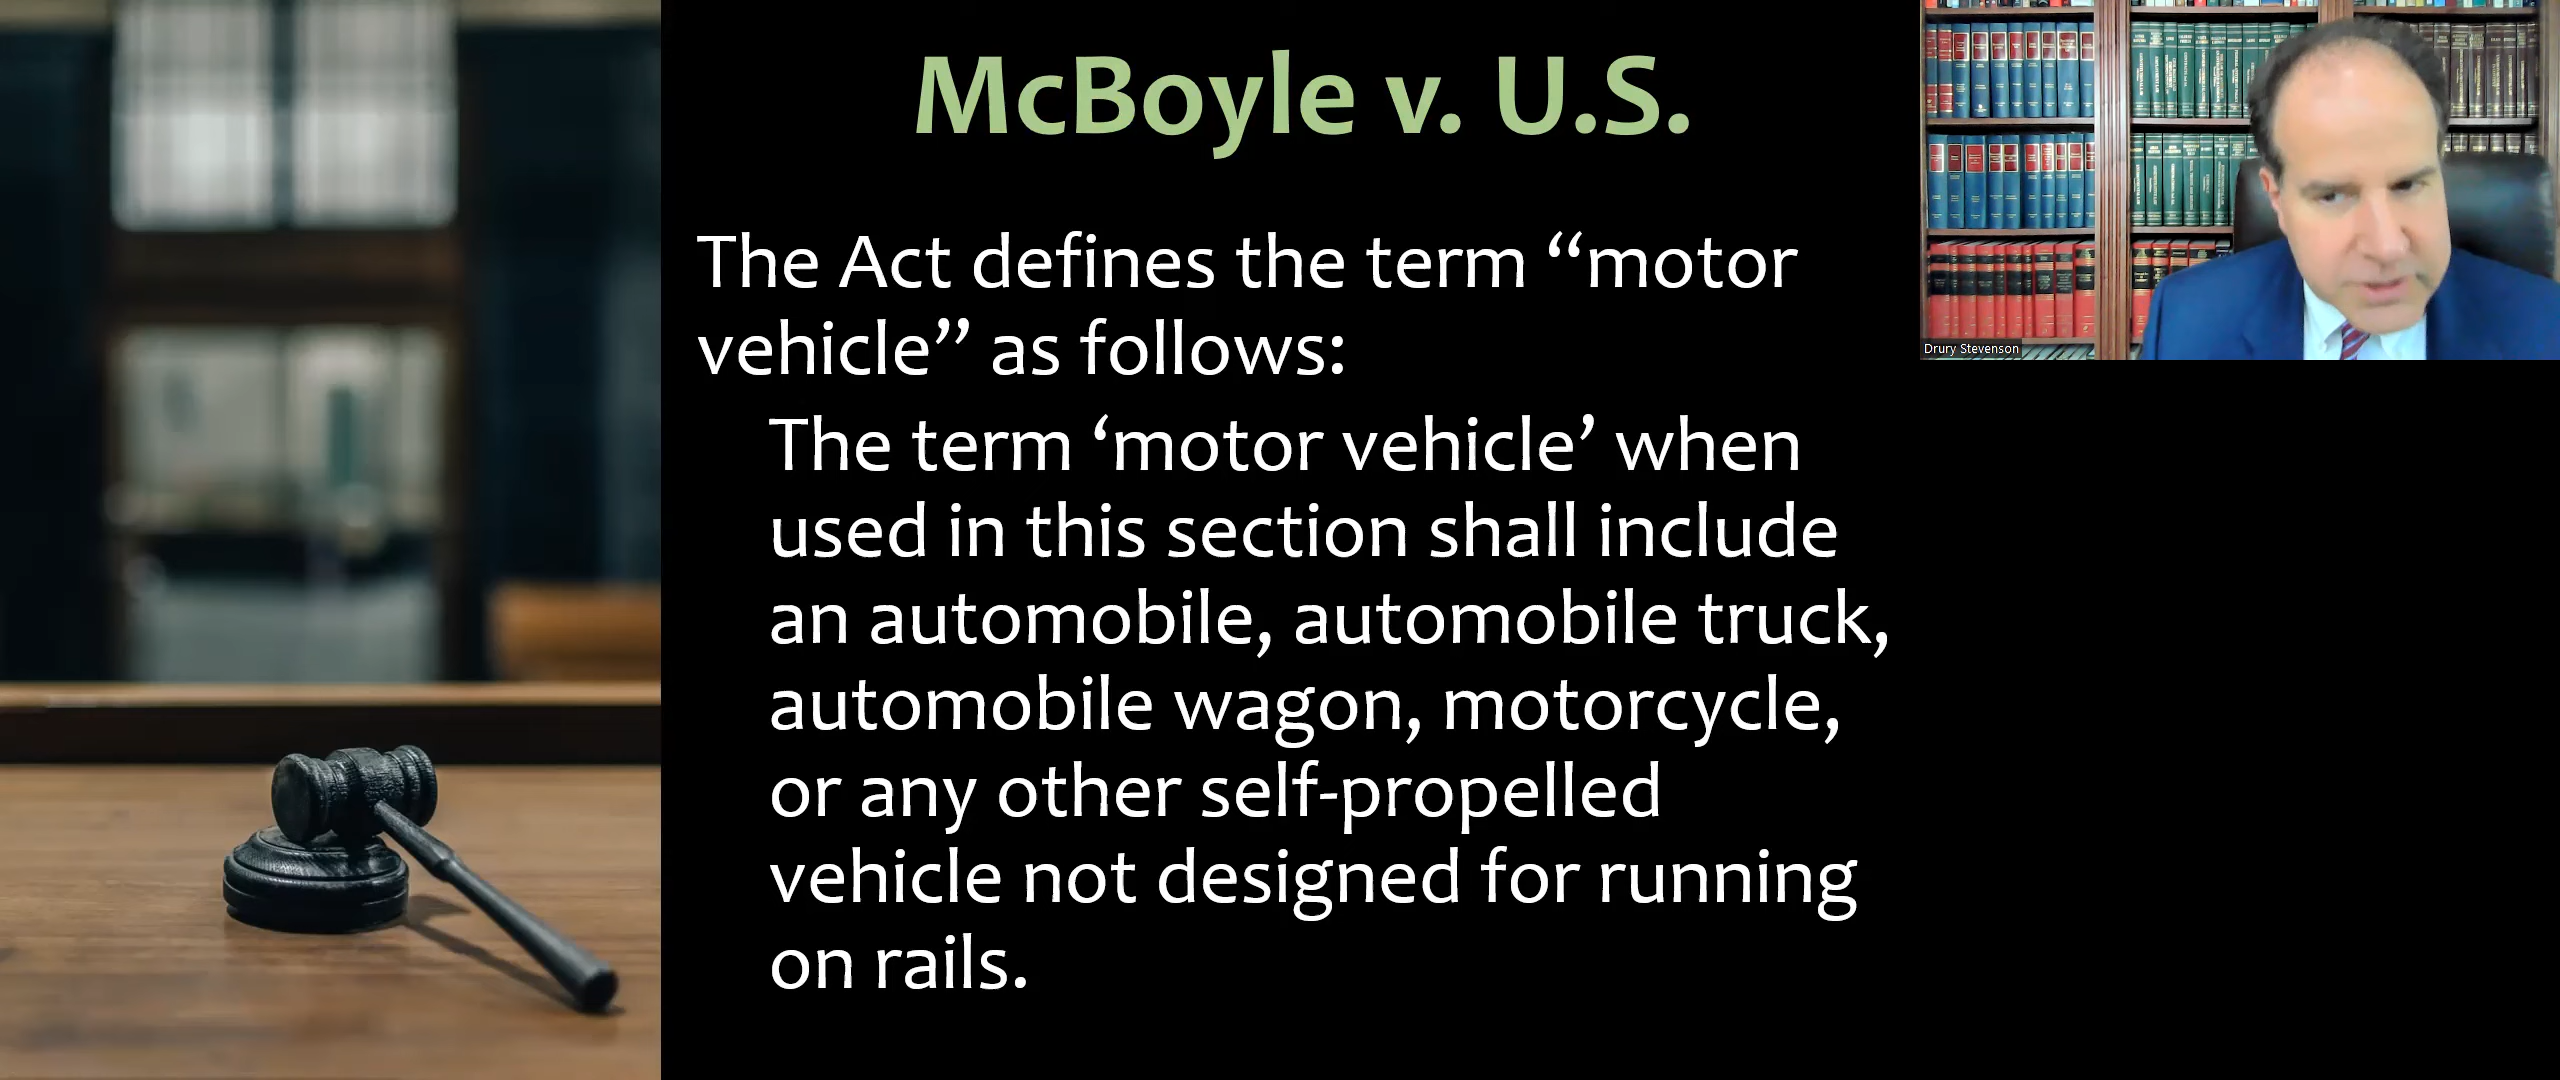 McBoyle v. U.S.
The Act defines the term “motor
vehicle” as follows:
The term ‘motor vehicle’ when
used in this section shall include
an automobile, automobile truck,
automobile wagon, motorcycle,
or any other self-propelled
vehicle not designed for running
on rails.
Drury Stevenson